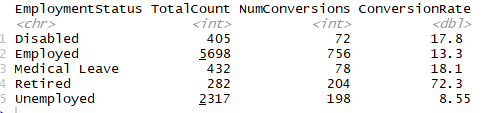 EmploymentStatus TotalCount NumConversions ConversionRate
<chr> <int> <int> <dbl>
1 Disabled 405 72 17.8
2 Employed 5698 756 13.3
3 Medical Leave 432 78 18.1
4 Retired 282 204 72.3
5 Unemployed 2317 198 8.55